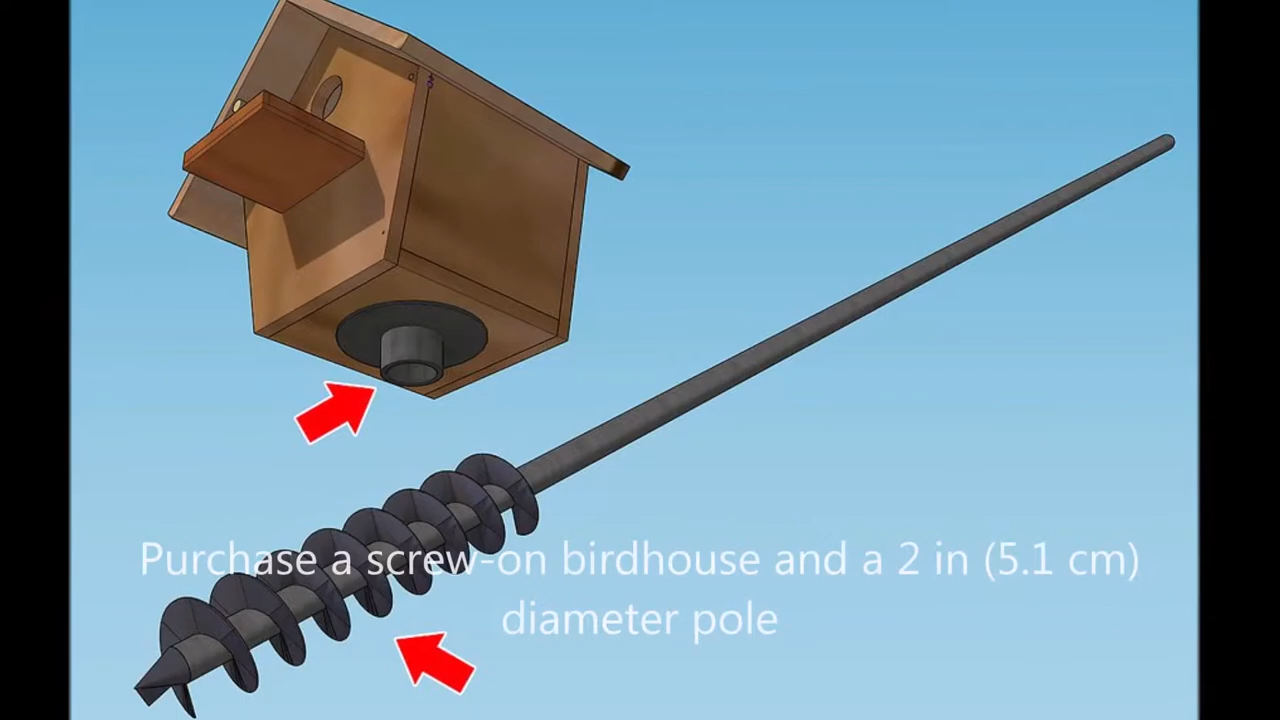 Purchase a screw-on birdhouse and a 2 in (5.1 cm)
diameter pole